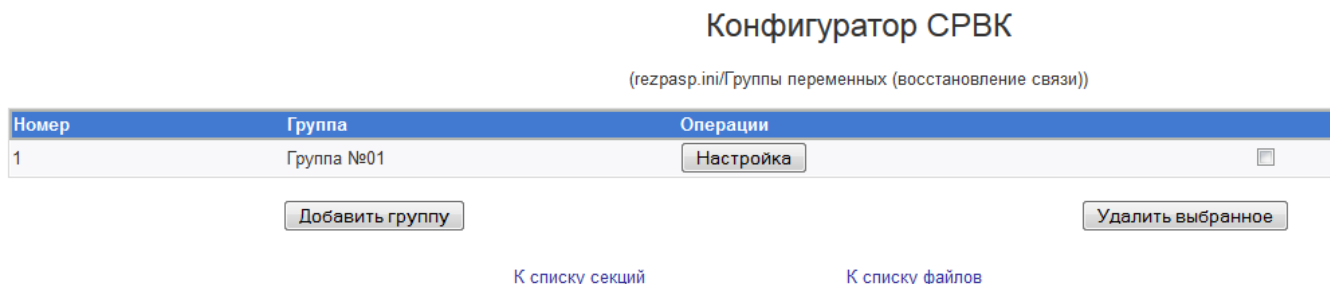 Конфигуратор СРВК
(rezpasp.ini/Группы переменных (восстановление связи))
Номер Группа Операции
1 Группа №01 Настройка
Добавить группу Удалить выбранное
К списку секций К списку файлов